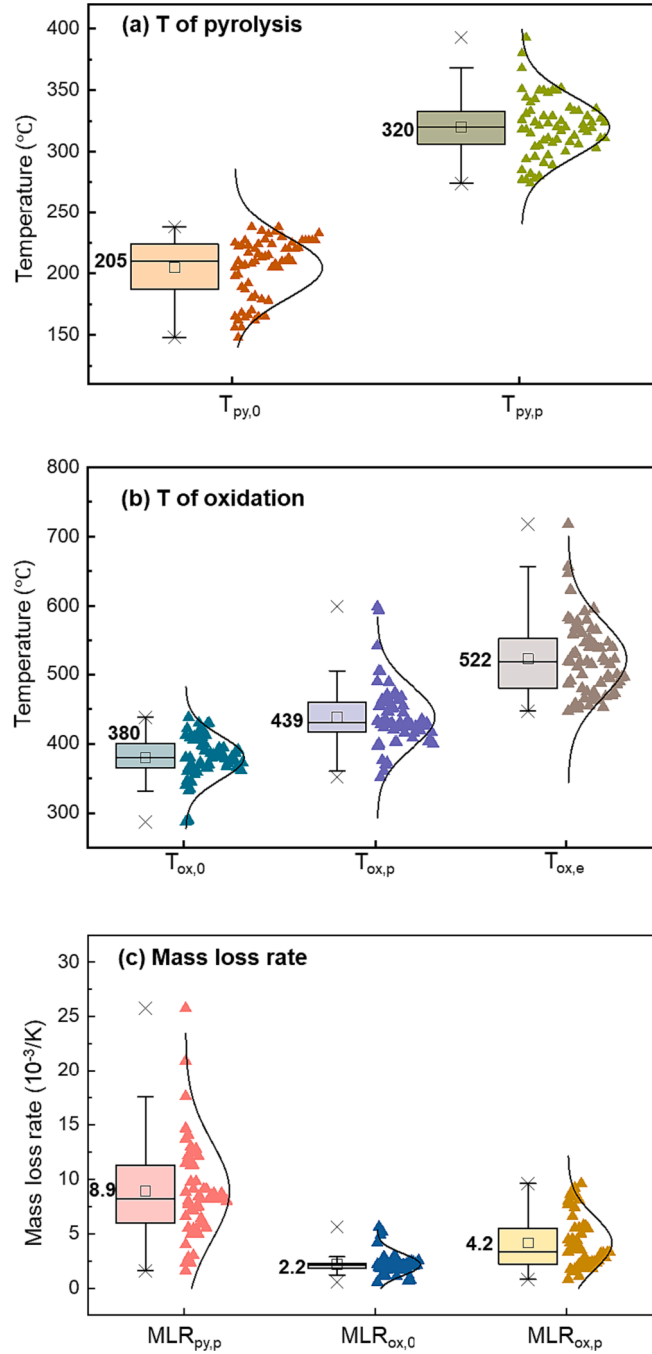 (a) T of pyrolysis
400
350
300
250
200
150
Temperature (°C)
205
320
T_py,0
T_py,p
(b) T of oxidation
800
700
600
500
400
300
Temperature (°C)
380
439
522
T_ox,0
T_ox,p
T_ox,e
(c) Mass loss rate
30
25
20
15
10
5
0
Mass loss rate (10⁻³/K)
8.9
2.2
4.2
MLR_py,p
MLR_ox,0
MLR_ox,p